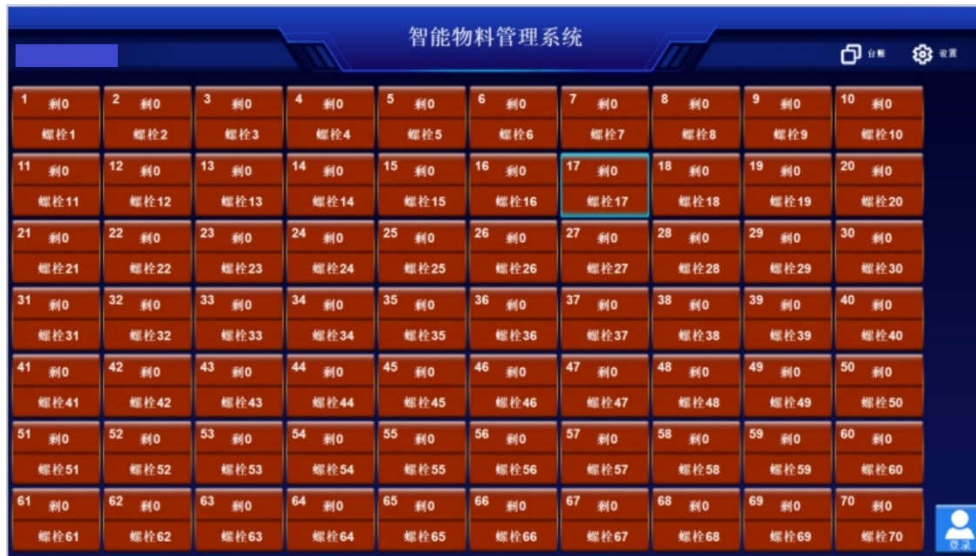 智能物料管理系统
台账 设置
1 剩0 2 剩0 3 剩0 4 剩0 5 剩0 6 剩0 7 剩0 8 剩0 9 剩0 10 剩0
螺栓1 螺栓2 螺栓3 螺栓4 螺栓5 螺栓6 螺栓7 螺栓8 螺栓9 螺栓10
11 剩0 12 剩0 13 剩0 14 剩0 15 剩0 16 剩0 17 剩0 18 剩0 19 剩0 20 剩0
螺栓11 螺栓12 螺栓13 螺栓14 螺栓15 螺栓16 螺栓17 螺栓18 螺栓19 螺栓20
21 剩0 22 剩0 23 剩0 24 剩0 25 剩0 26 剩0 27 剩0 28 剩0 29 剩0 30 剩0
螺栓21 螺栓22 螺栓23 螺栓24 螺栓25 螺栓26 螺栓27 螺栓28 螺栓29 螺栓30
31 剩0 32 剩0 33 剩0 34 剩0 35 剩0 36 剩0 37 剩0 38 剩0 39 剩0 40 剩0
螺栓31 螺栓32 螺栓33 螺栓34 螺栓35 螺栓36 螺栓37 螺栓38 螺栓39 螺栓40
41 剩0 42 剩0 43 剩0 44 剩0 45 剩0 46 剩0 47 剩0 48 剩0 49 剩0 50 剩0
螺栓41 螺栓42 螺栓43 螺栓44 螺栓45 螺栓46 螺栓47 螺栓48 螺栓49 螺栓50
51 剩0 52 剩0 53 剩0 54 剩0 55 剩0 56 剩0 57 剩0 58 剩0 59 剩0 60 剩0
螺栓51 螺栓52 螺栓53 螺栓54 螺栓55 螺栓56 螺栓57 螺栓58 螺栓59 螺栓60
61 剩0 62 剩0 63 剩0 64 剩0 65 剩0 66 剩0 67 剩0 68 剩0 69 剩0 70 剩0
螺栓61 螺栓62 螺栓63 螺栓64 螺栓65 螺栓66 螺栓67 螺栓68 螺栓69 螺栓70
登录